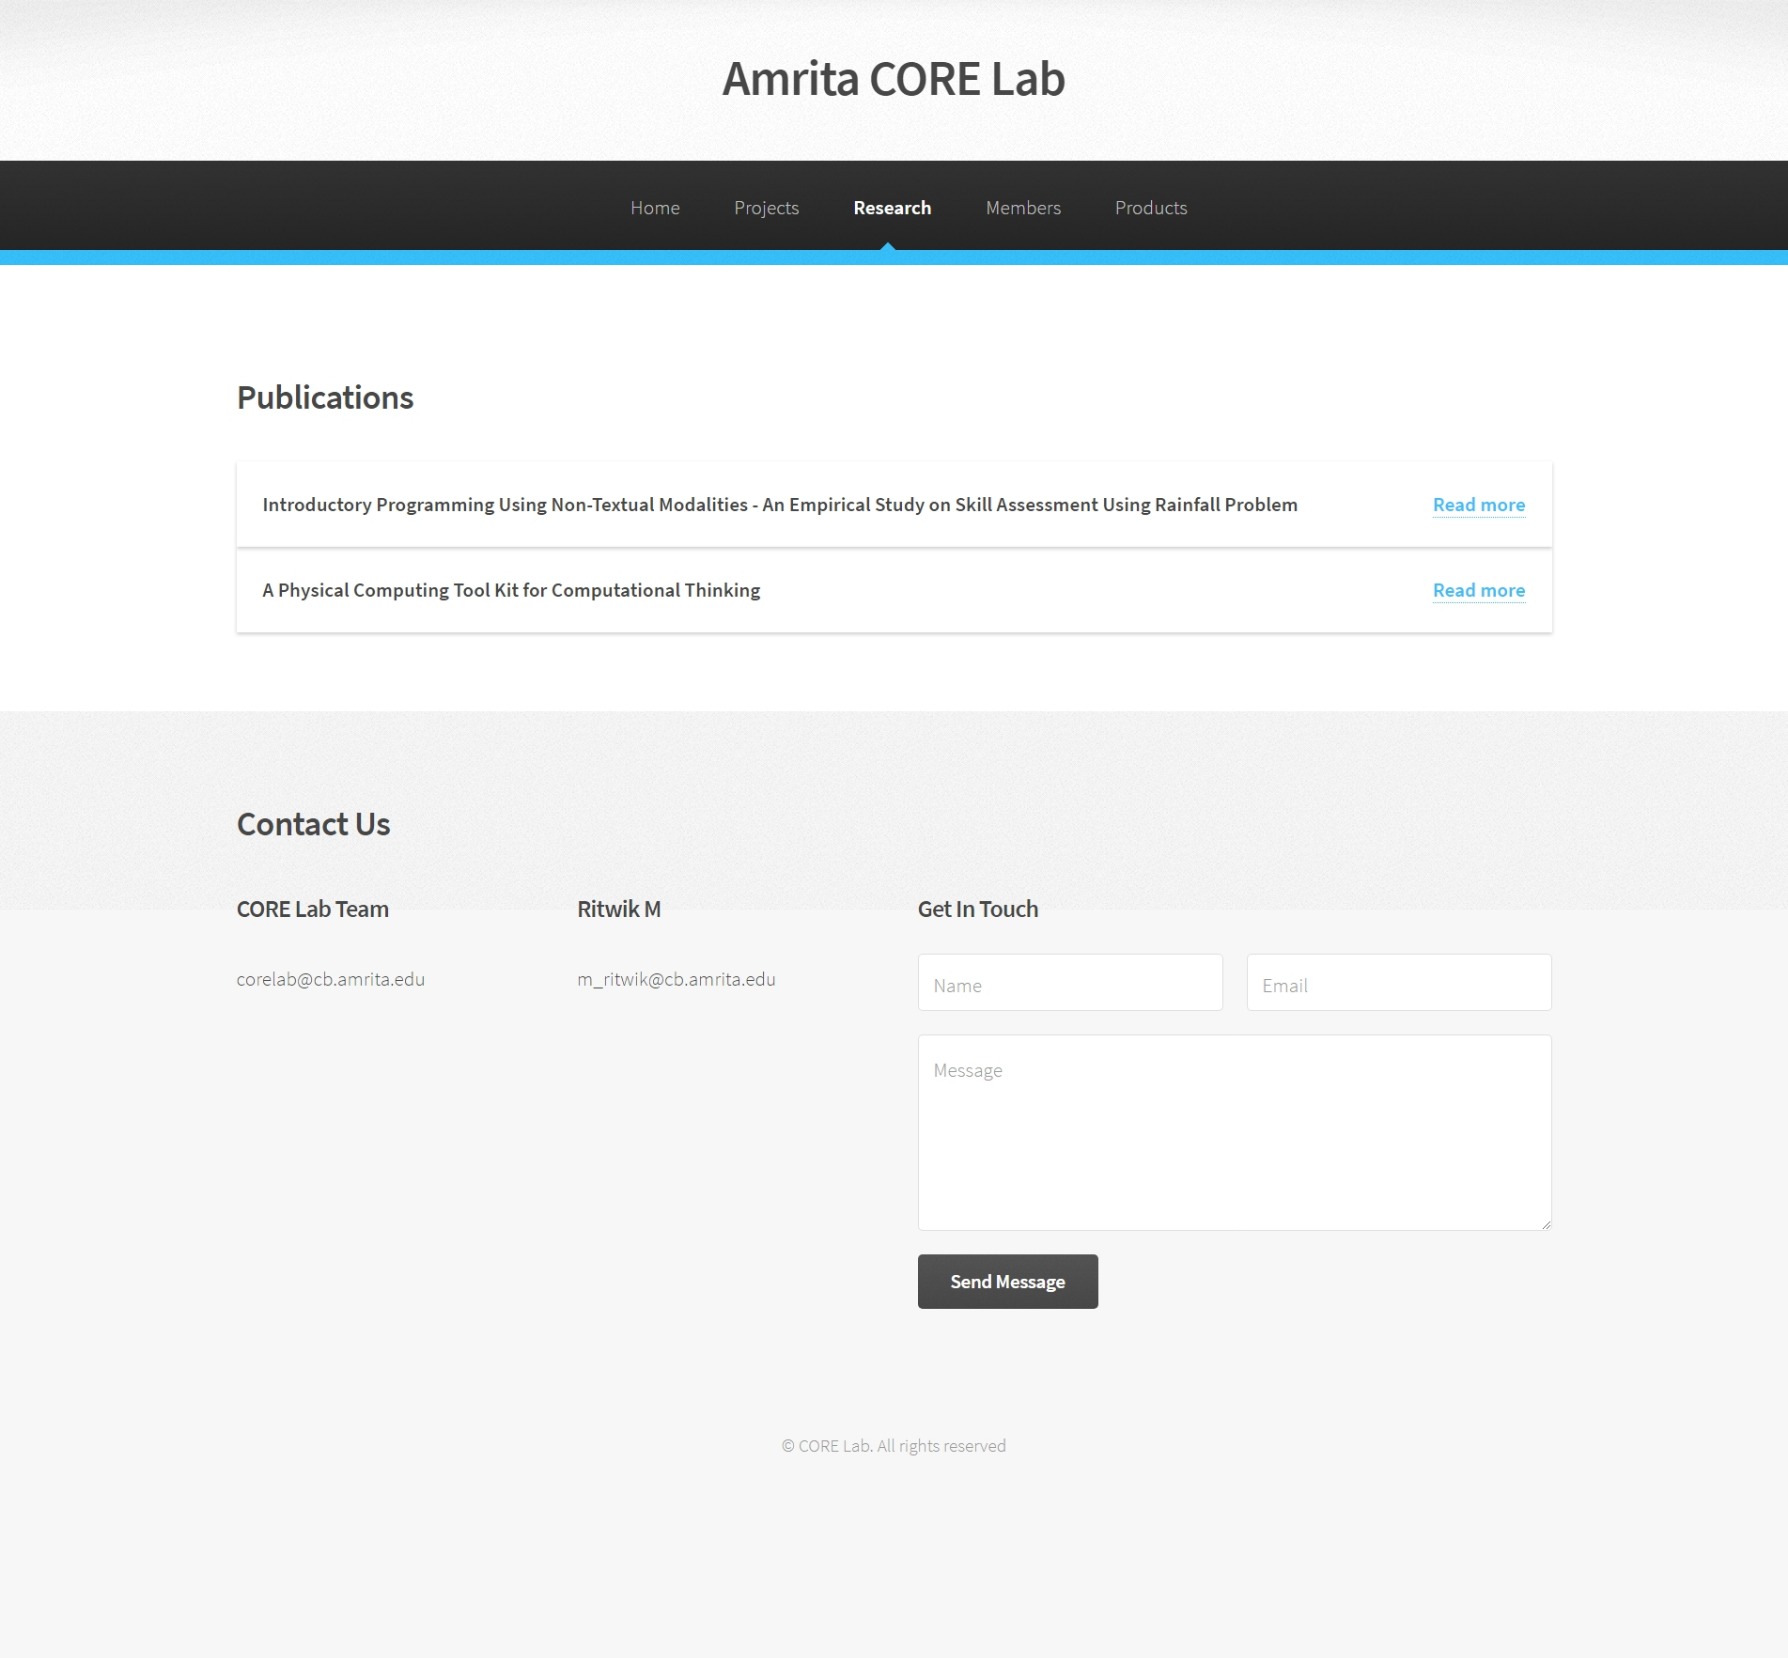 Amrita CORE Lab
Home Projects Research Members Products
Publications
Introductory Programming Using Non-Textual Modalities - An Empirical Study on Skill Assessment Using Rainfall Problem Read more
A Physical Computing Tool Kit for Computational Thinking Read more
Contact Us
CORE Lab Team
corelab@cb.amrita.edu
Ritwik M
m_ritwik@cb.amrita.edu
Get In Touch
Name Email
Message
Send Message
© CORE Lab. All rights reserved